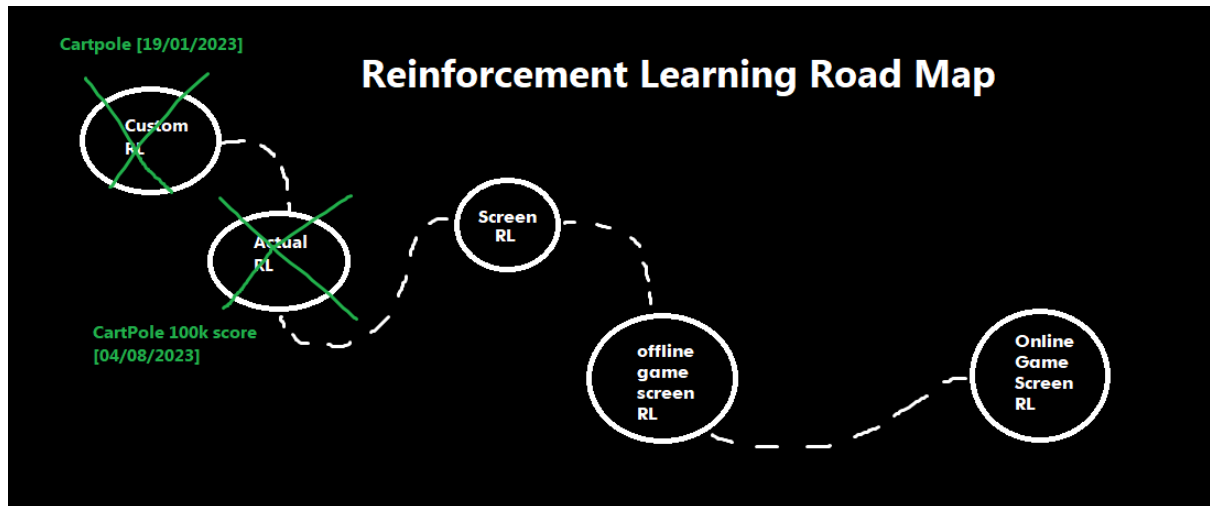 Cartpole [19/01/2023]
Reinforcement Learning Road Map
Custom
RL
Actual
RL
CartPole 100k score
[04/08/2023]
Screen
RL
offline
game
screen
RL
Online
Game
Screen
RL